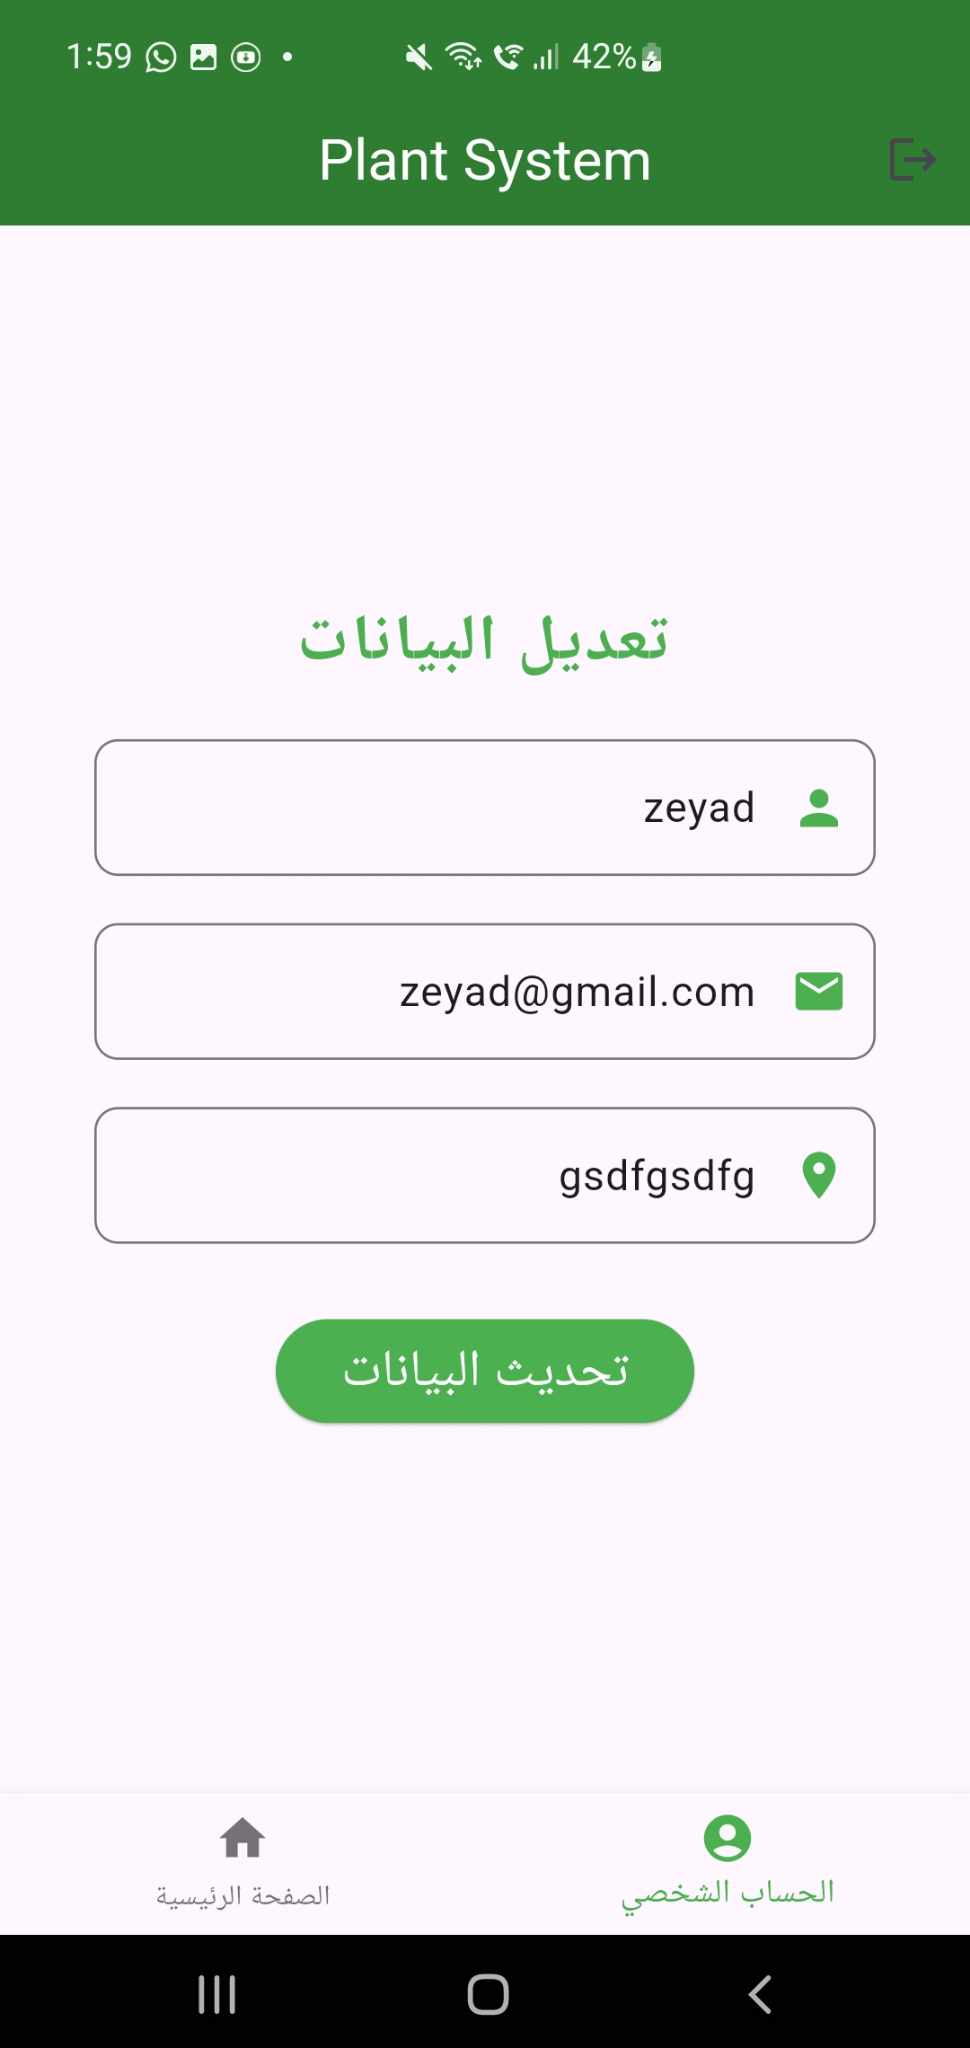 1:59 42%
Plant System
تعديل البيانات
zeyad
zeyad@gmail.com
gsdfgsdfg
تحديث البيانات
الحساب الشخصي
الصفحة الرئيسية